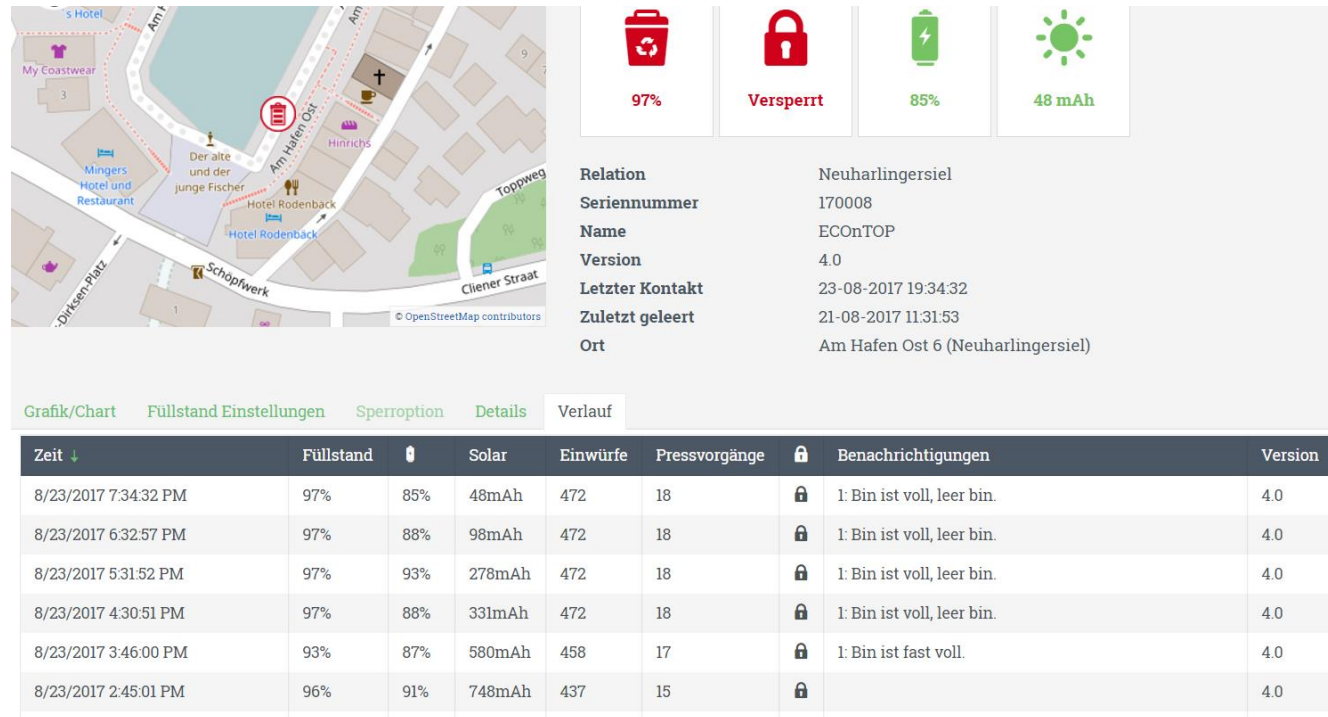 's Hotel
Am H
Am
My Coastwear
3
9
Am Hafen Ost
Hinrichs
Mingers
Hotel und
Restaurant
Der alte
und der
junge Fischer
Am Hafen Ost
Hotel Rodenbäck
Hotel Rodenbäck
Toppweg
Schöpfwerk
Cliener Straat
-Dirksen-Platz
1
© OpenStreetMap contributors
97%
Versperrt
85%
48 mAh
Relation Neuharlingersiel
Seriennummer 170008
Name ECOnTOP
Version 4.0
Letzter Kontakt 23-08-2017 19:34:32
Zuletzt geleert 21-08-2017 11:31:53
Ort Am Hafen Ost 6 (Neuharlingersiel)
Grafik/Chart Füllstand Einstellungen Sperroption Details Verlauf
Zeit ↓ Füllstand Solar Einwürfe Pressvorgänge Benachrichtigungen Version
8/23/2017 7:34:32 PM 97% 85% 48mAh 472 18 1: Bin ist voll, leer bin. 4.0
8/23/2017 6:32:57 PM 97% 88% 98mAh 472 18 1: Bin ist voll, leer bin. 4.0
8/23/2017 5:31:52 PM 97% 93% 278mAh 472 18 1: Bin ist voll, leer bin. 4.0
8/23/2017 4:30:51 PM 97% 88% 331mAh 472 18 1: Bin ist voll, leer bin. 4.0
8/23/2017 3:46:00 PM 93% 87% 580mAh 458 17 1: Bin ist fast voll. 4.0
8/23/2017 2:45:01 PM 96% 91% 748mAh 437 15 4.0